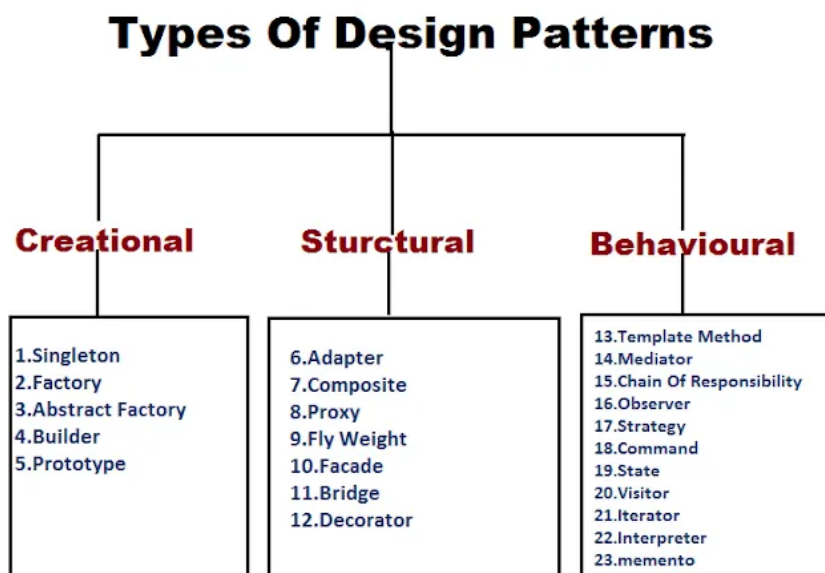 Types Of Design Patterns
Creational
Sturctural
Behavioural
1.Singleton
2.Factory
3.Abstract Factory
4.Builder
5.Prototype
6.Adapter
7.Composite
8.Proxy
9.Fly Weight
10.Facade
11.Bridge
12.Decorator
13.Template Method
14.Mediator
15.Chain Of Responsibility
16.Observer
17.Strategy
18.Command
19.State
20.Visitor
21.Iterator
22.Interpreter
23.memento